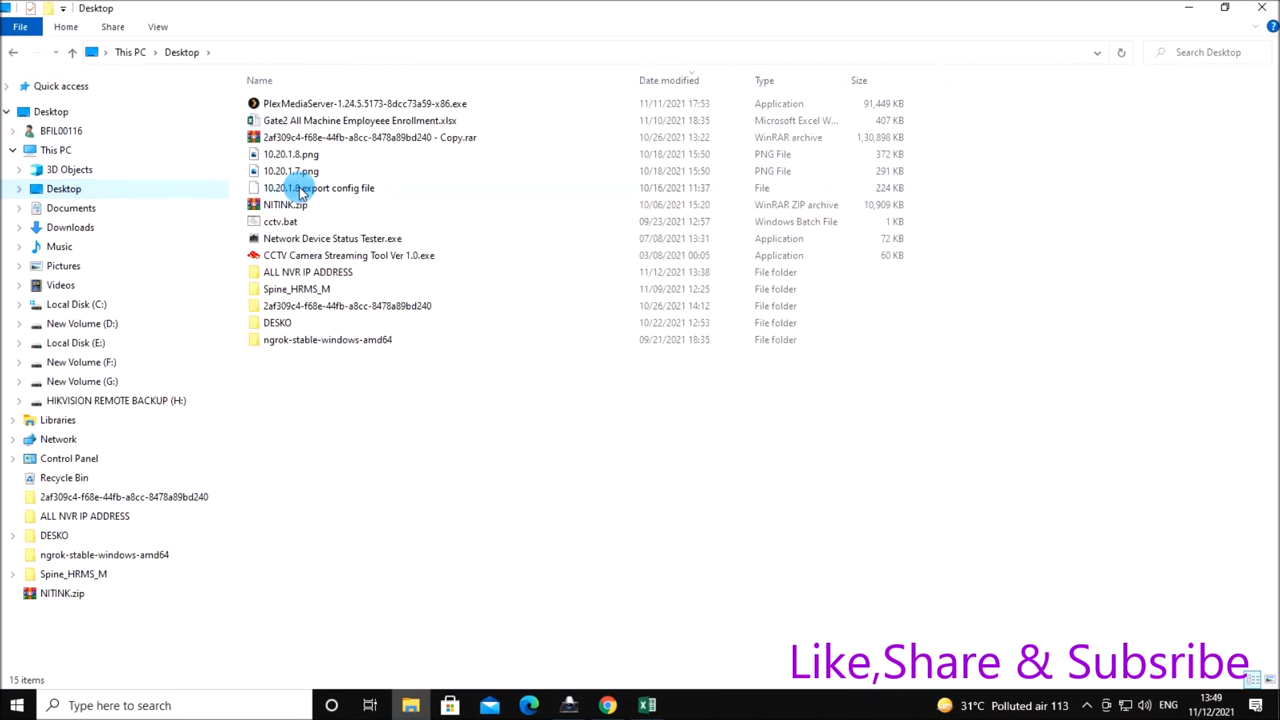 Desktop
File Home Share View
This PC Desktop Search Desktop
Name Date modified Type Size
Quick access
Desktop
BFIL00116
This PC
3D Objects
Desktop
Documents
Downloads
Music
Pictures
Videos
Local Disk (C:)
New Volume (D:)
Local Disk (E:)
New Volume (F:)
New Volume (G:)
HIKVISION REMOTE BACKUP (H:)
Libraries
Network
Control Panel
Recycle Bin
2af309c4-f68e-44fb-a8cc-8478a89bd240
ALL NVR IP ADDRESS
DESKO
ngrok-stable-windows-amd64
Spine_HRMS_M
NITINK.zip
PlexMediaServer-1.24.5.5173-8dcc73a59-x86.exe 11/11/2021 17:53 Application 91,449 KB
Gate2 All Machine Employeee Enrollment.xlsx 11/10/2021 18:35 Microsoft Excel W... 407 KB
2af309c4-f68e-44fb-a8cc-8478a89bd240 - Copy.rar 10/26/2021 13:22 WinRAR archive 1,30,898 KB
10.20.1.8.png 10/18/2021 15:50 PNG File 372 KB
10.20.1.7.png 10/18/2021 15:50 PNG File 291 KB
export config file 10/16/2021 11:37 File 224 KB
NITINK.zip 10/06/2021 15:20 WinRAR ZIP archive 10,909 KB
cctv.bat 09/23/2021 12:57 Windows Batch File 1 KB
Network Device Status Tester.exe 07/08/2021 13:31 Application 72 KB
CCTV Camera Streaming Tool Ver 1.0.exe 03/08/2021 00:05 Application 60 KB
ALL NVR IP ADDRESS 11/12/2021 13:38 File folder
Spine_HRMS_M 11/09/2021 12:25 File folder
2af309c4-f68e-44fb-a8cc-8478a89bd240 10/26/2021 14:12 File folder
DESKO 10/22/2021 12:53 File folder
ngrok-stable-windows-amd64 09/21/2021 18:35 File folder
Like,Share & Subsribe
15 items
Type here to search
31°C Polluted air 113 ENG
13:49
11/12/2021